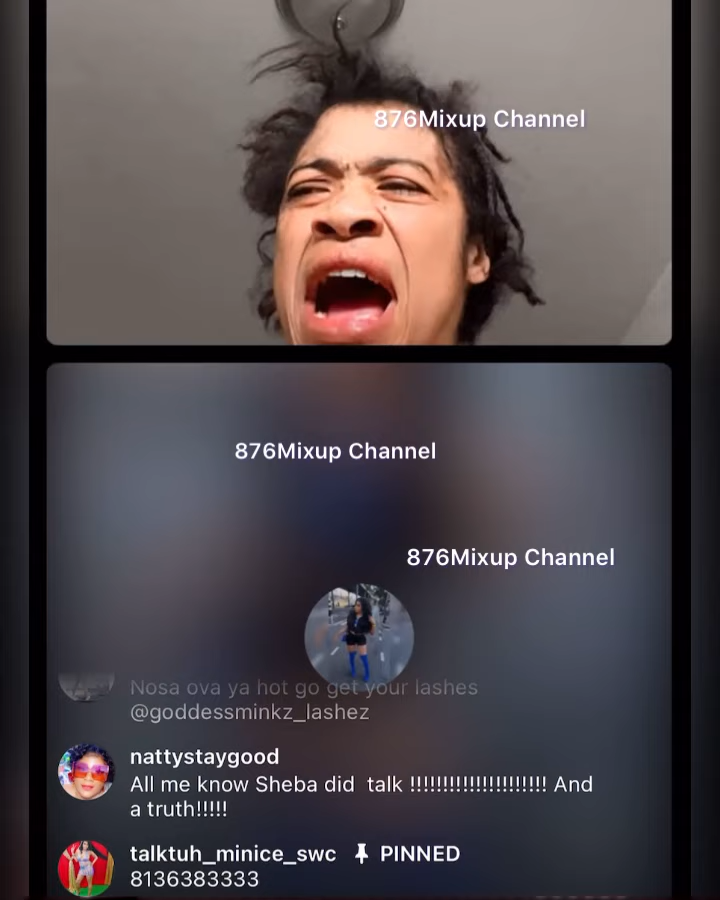 876Mixup Channel
876Mixup Channel
876Mixup Channel
Nosa ova ya hot go get your lashes
@goddessminkz_lashez
nattystaygood
All me know Sheba did talk !!!!!!!!!!!!!!!!!!!!! And
a truth!!!!!
talktuh_minice_swc PINNED
8136383333